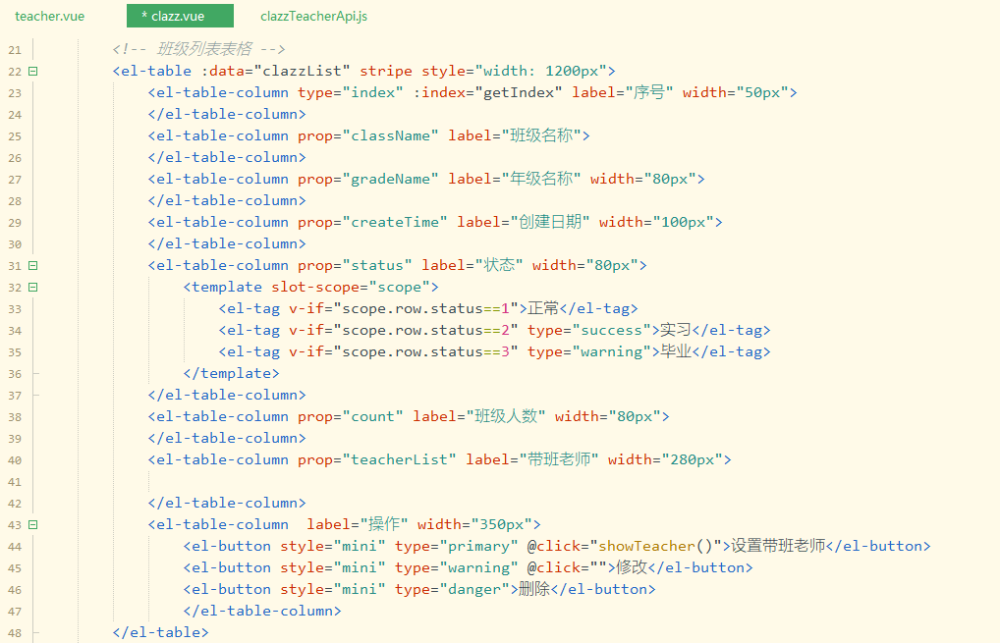 teacher.vue * clazz.vue clazzTeacherApi.js
21 <!-- 班级列表表格 -->
22 <el-table :data="clazzList" stripe style="width: 1200px">
23 <el-table-column type="index" :index="getIndex" label="序号" width="50px">
24 </el-table-column>
25 <el-table-column prop="className" label="班级名称">
26 </el-table-column>
27 <el-table-column prop="gradeName" label="年级名称" width="80px">
28 </el-table-column>
29 <el-table-column prop="createTime" label="创建日期" width="100px">
30 </el-table-column>
31 <el-table-column prop="status" label="状态" width="80px">
32 <template slot-scope="scope">
33 <el-tag v-if="scope.row.status==1">正常</el-tag>
34 <el-tag v-if="scope.row.status==2" type="success">实习</el-tag>
35 <el-tag v-if="scope.row.status==3" type="warning">毕业</el-tag>
36 </template>
37 </el-table-column>
38 <el-table-column prop="count" label="班级人数" width="80px">
39 </el-table-column>
40 <el-table-column prop="teacherList" label="带班老师" width="280px">
41
42 </el-table-column>
43 <el-table-column  label="操作" width="350px">
44 <el-button style="mini" type="primary" @click="showTeacher()">设置带班老师</el-button>
45 <el-button style="mini" type="warning" @click="">修改</el-button>
46 <el-button style="mini" type="danger">删除</el-button>
47 </el-table-column>
48 </el-table>